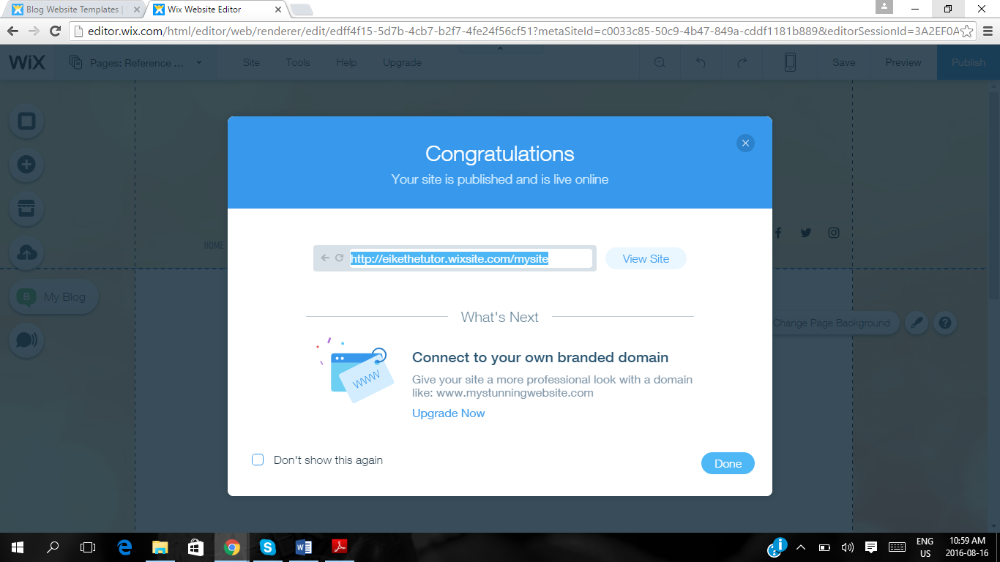 Blog Website Templates |
Wix Website Editor
editor.wix.com/html/editor/web/renderer/edit/edff4f15-5d7b-4cb7-b2f7-4fe24f56cf51?metaSiteId=c0033c85-50c9-4b47-849a-cddf1181b889&editorSessionId=3A2EF0A
WiX Pages: Reference ... Site Tools Help Upgrade Save Preview Publish
Congratulations
Your site is published and is live online
HOME
http://eikethetutor.wixsite.com/mysite View Site
B My Blog
What's Next
Change Page Background ?
Connect to your own branded domain
Give your site a more professional look with a domain
like: www.mystunningwebsite.com
WWW
Upgrade Now
Don't show this again Done
ENG 10:59 AM
US 2016-08-16